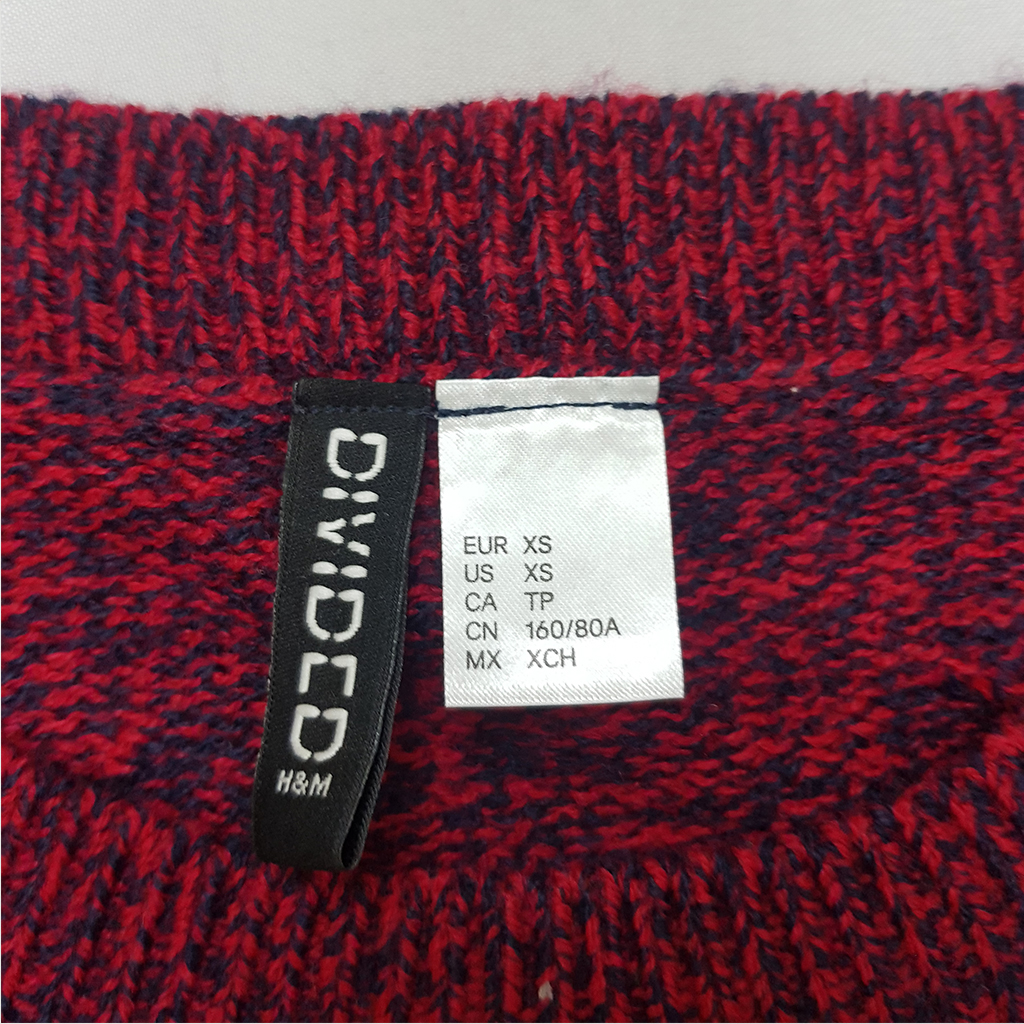 DIVIDED
H&M
EUR XS
US XS
CA TP
CN 160/80A
MX XCH